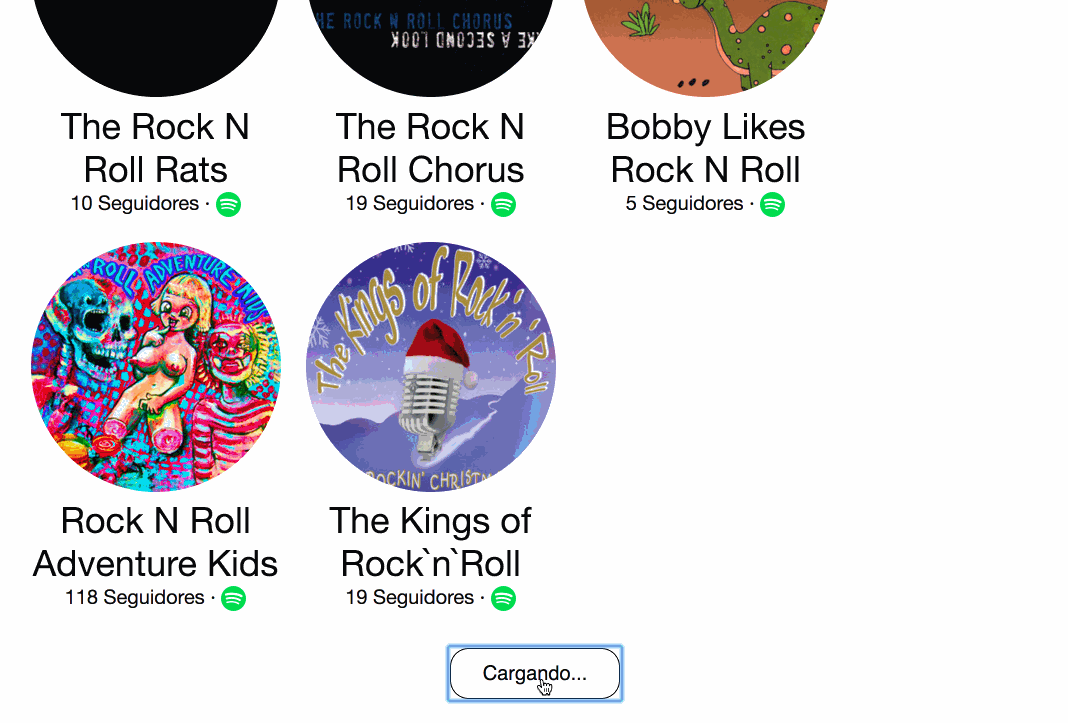 THE ROCK N ROLL CHORUS
TAKE A SECOND LOOK
The Rock N
Roll Rats
10 Seguidores ·
The Rock N
Roll Chorus
19 Seguidores ·
Bobby Likes
Rock N Roll
5 Seguidores ·
ROLL ADVENTURE KIDS
The Kings of Rock 'n' Roll
ROCKIN' CHRISTM
Rock N Roll
Adventure Kids
118 Seguidores ·
The Kings of
Rock`n`Roll
19 Seguidores ·
Cargando...